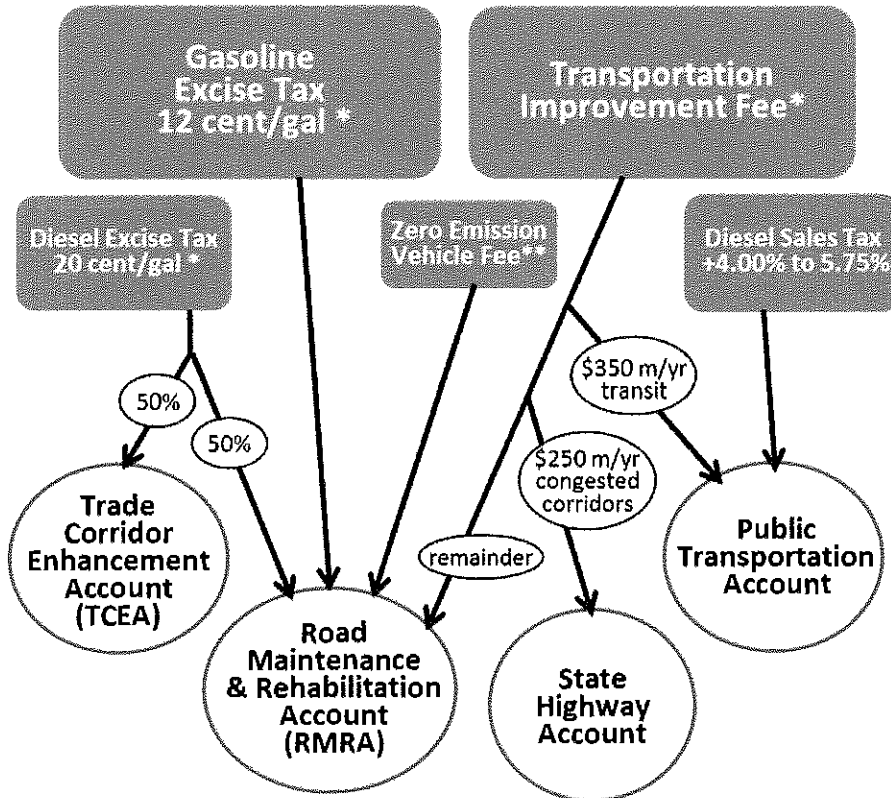 Gasoline
Excise Tax
12 cent/gal *
Transportation
Improvement Fee*
Diesel Excise Tax
20 cent/gal *
Zero Emission
Vehicle Fee**
Diesel Sales Tax
+4.00% to 5.75%
50%
50%
$350 m/yr
transit
$250 m/yr
congested
corridors
remainder
Trade
Corridor
Enhancement
Account
(TCEA)
Road
Maintenance
& Rehabilitation
Account
(RMRA)
State
Highway
Account
Public
Transportation
Account